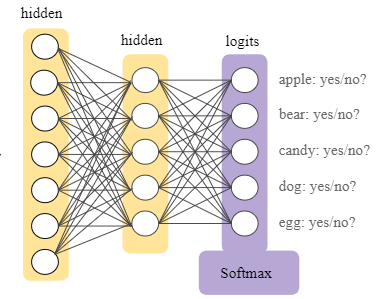 hidden
hidden
logits
apple: yes/no?
bear: yes/no?
candy: yes/no?
dog: yes/no?
egg: yes/no?
Softmax